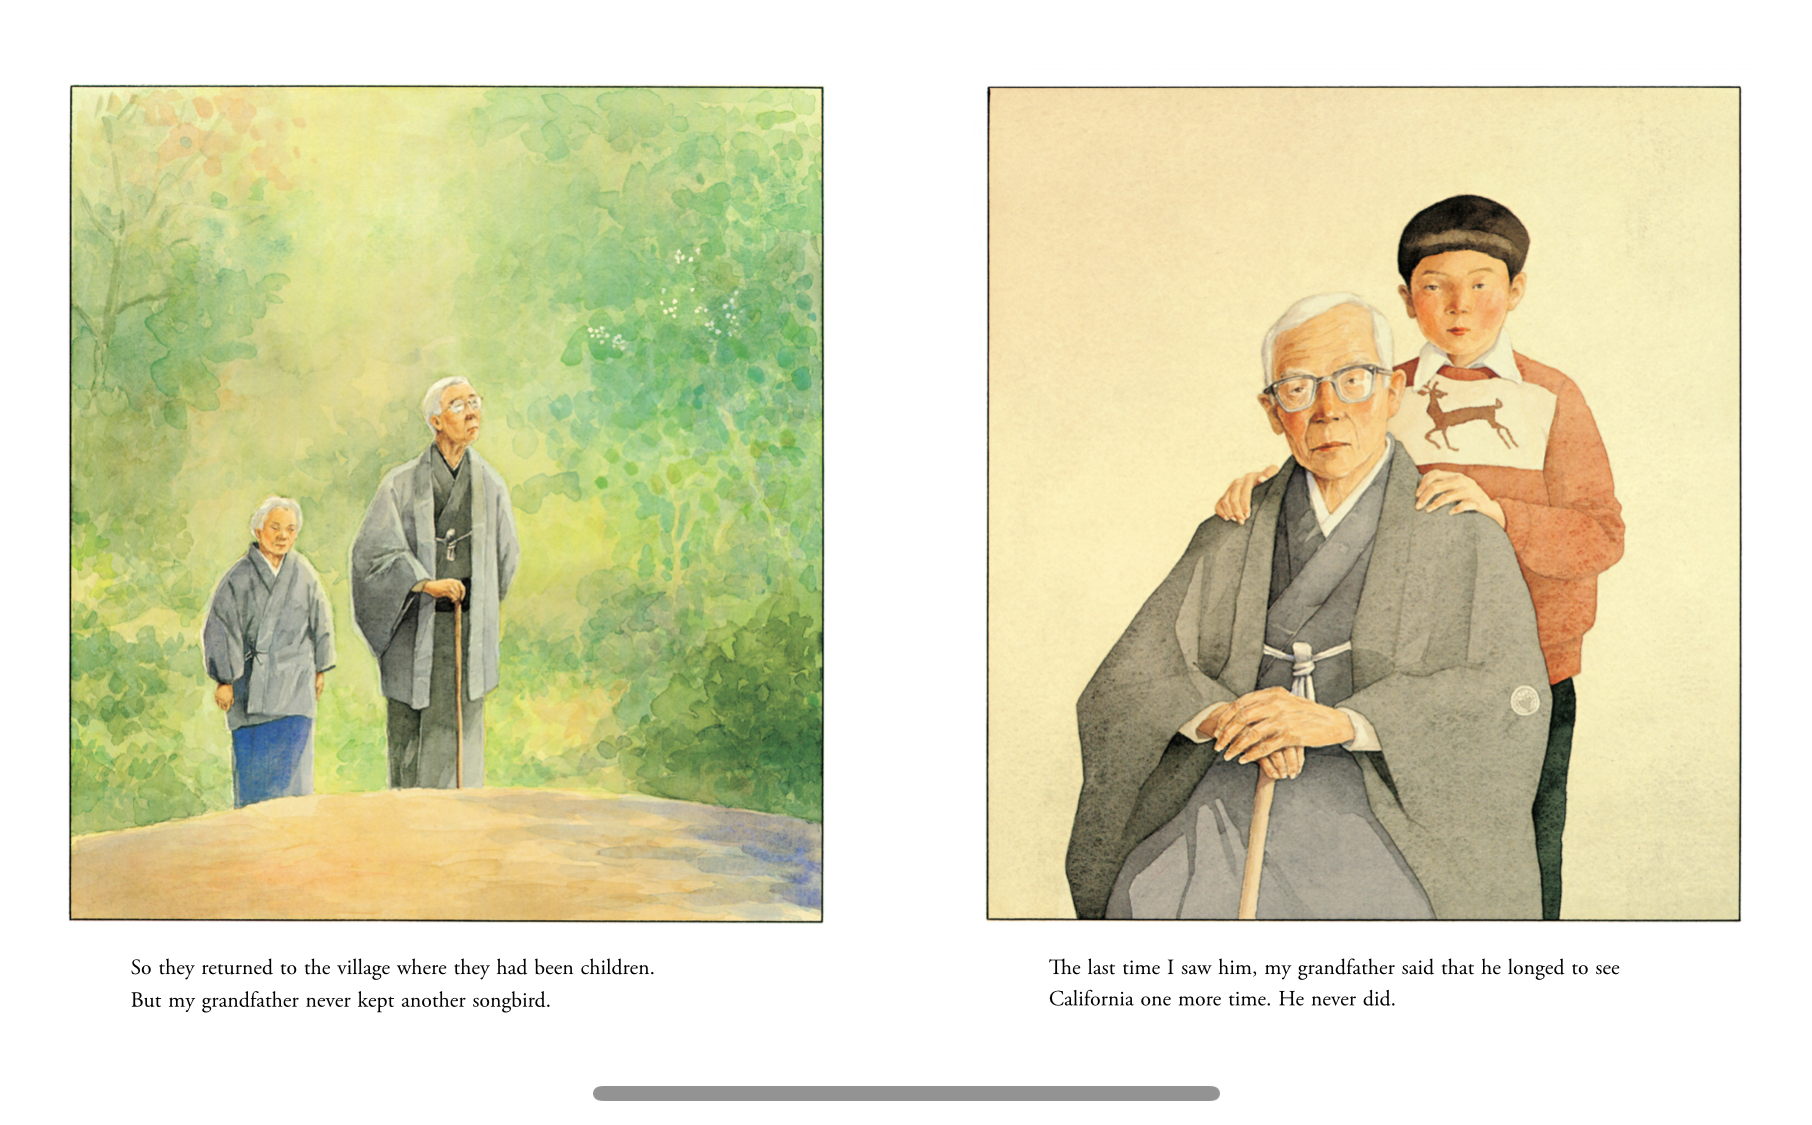 So they returned to the village where they had been children.
But my grandfather never kept another songbird.
The last time I saw him, my grandfather said that he longed to see
California one more time. He never did.